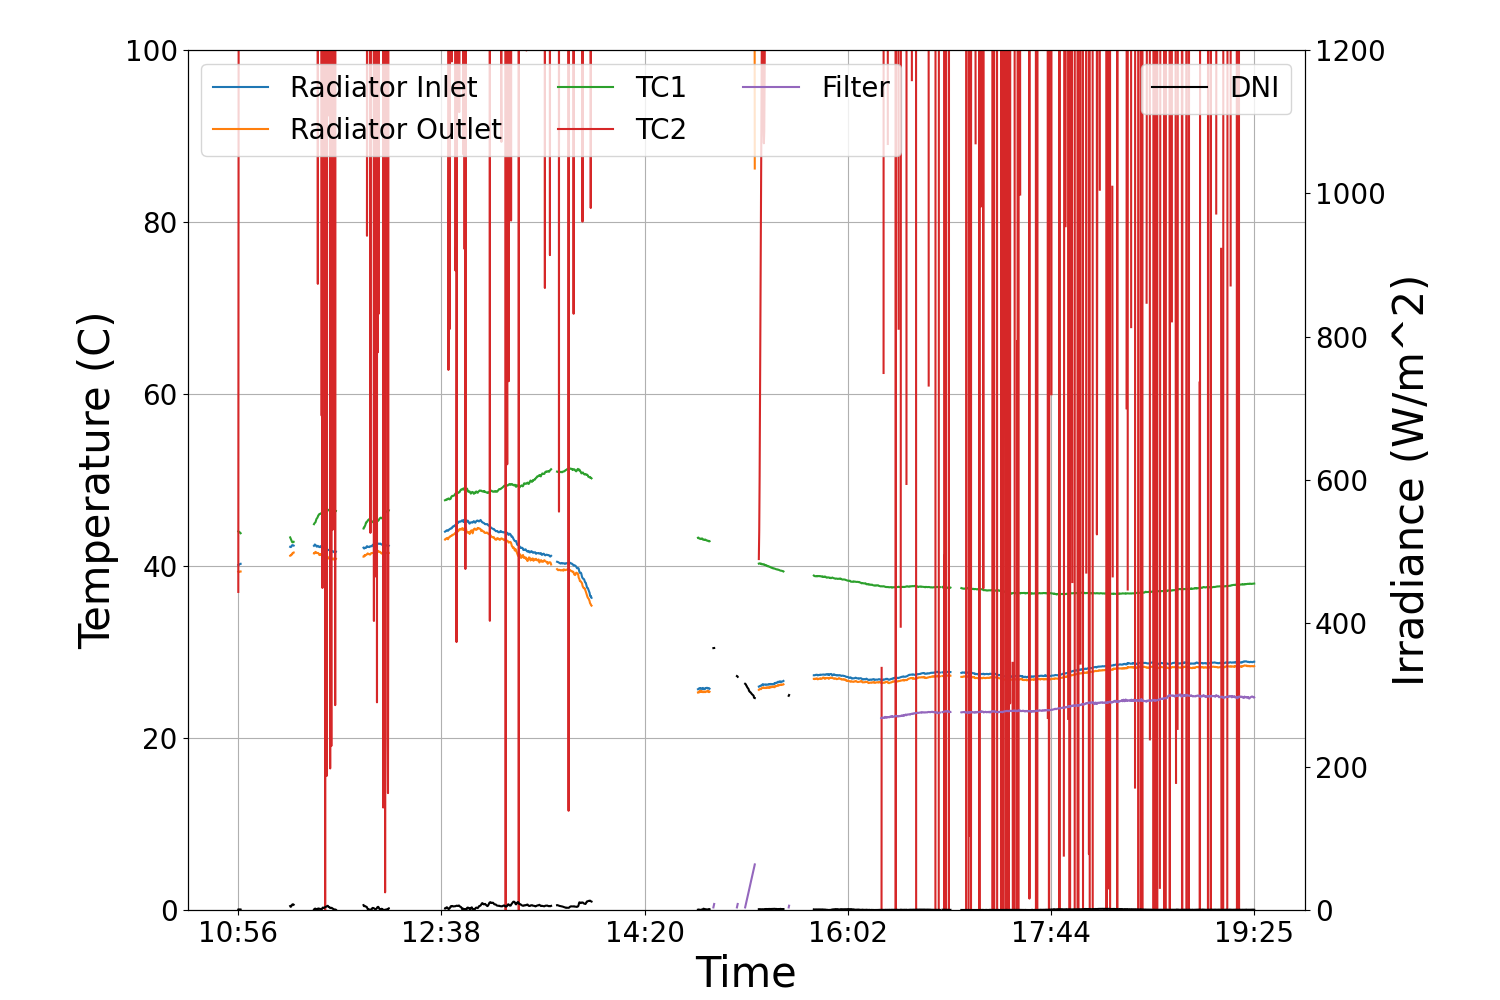 100
80
60
40
20
0
Temperature (C)
Radiator Inlet
Radiator Outlet
TC1
TC2
Filter
DNI
1200
1000
800
600
400
200
0
Irradiance (W/m^2)
10:56
12:38
14:20
16:02
17:44
19:25
Time